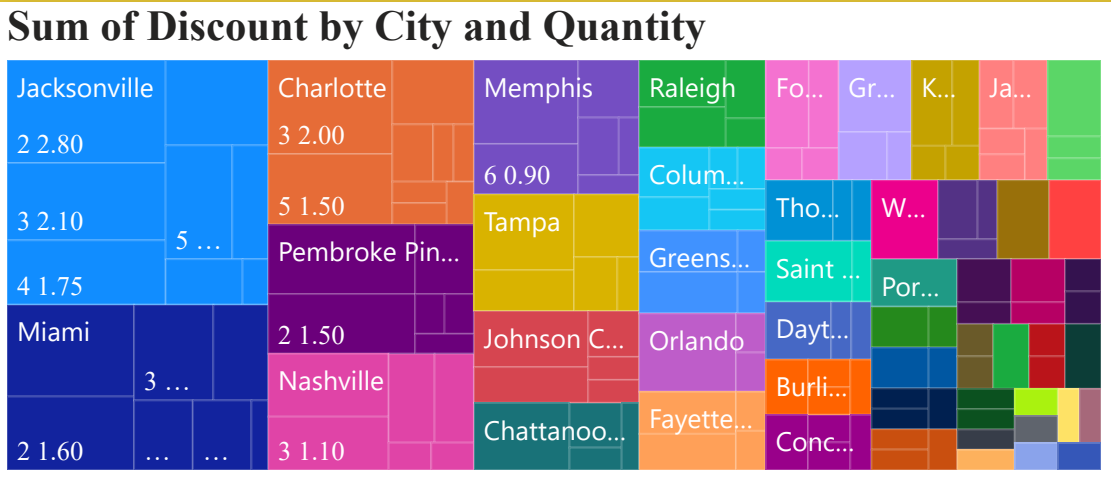 Sum of Discount by City and Quantity
Jacksonville
2 2.80
3 2.10
4 1.75
5 ...
Miami
3 ...
2 1.60
...
...
Charlotte
3 2.00
5 1.50
Pembroke Pin...
2 1.50
Nashville
3 1.10
Memphis
6 0.90
Tampa
Johnson C...
Chattanoo...
Raleigh
Colum...
Greens...
Orlando
Fayette...
Fo...
Gr...
K...
Ja...
Tho...
W...
Saint ...
Por...
Dayt...
Burli...
Conc...